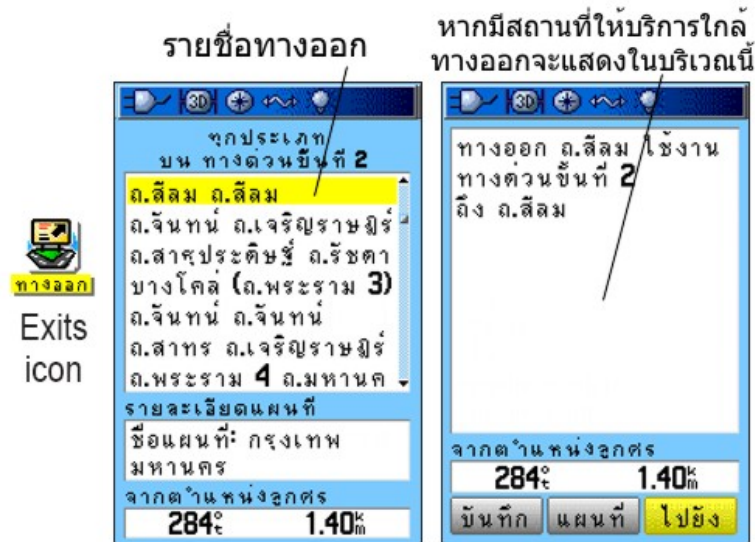 รายชื่อทางออก
หากมีสถานที่ให้บริการใกล้
ทางออกจะแสดงในบริเวณนี้
3D
ทุกประเภท
บน ทางด่วนขั้นที่ 2
ถ.สีลม ถ.สีลม
ถ.จันทน์ ถ.เจริญราษฎร์
ถ.สาธุประดิษฐ์ ถ.รัชดา
บางโคล่ (ถ.พระราม 3)
ถ.จันทน์ ถ.จันทน์
ถ.สาทร ถ.เจริญราษฎร์
ถ.พระราม 4 ถ.มหานค
รายละเอียดแผนที่
ชื่อแผนที่: กรุงเทพ
มหานคร
จากตำแหน่งลูกศร
284°t 1.40km
ทางออก
Exits
icon
3D
ทางออก ถ.สีลม ใช้งาน
ทางด่วนขั้นที่ 2
ถึง ถ.สีลม
จากตำแหน่งลูกศร
284°t 1.40km
บันทึก แผนที่ ไปยัง